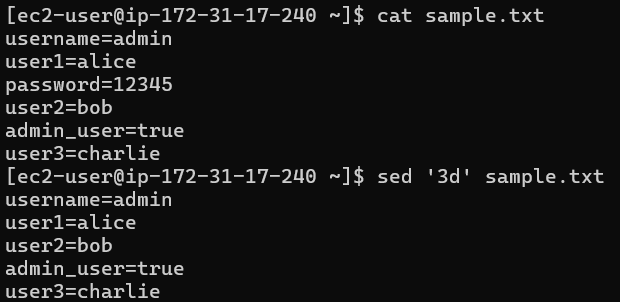 [ec2-user@ip-172-31-17-240 ~]$ cat sample.txt
username=admin
user1=alice
password=12345
user2=bob
admin_user=true
user3=charlie
[ec2-user@ip-172-31-17-240 ~]$ sed '3d' sample.txt
username=admin
user1=alice
user2=bob
admin_user=true
user3=charlie